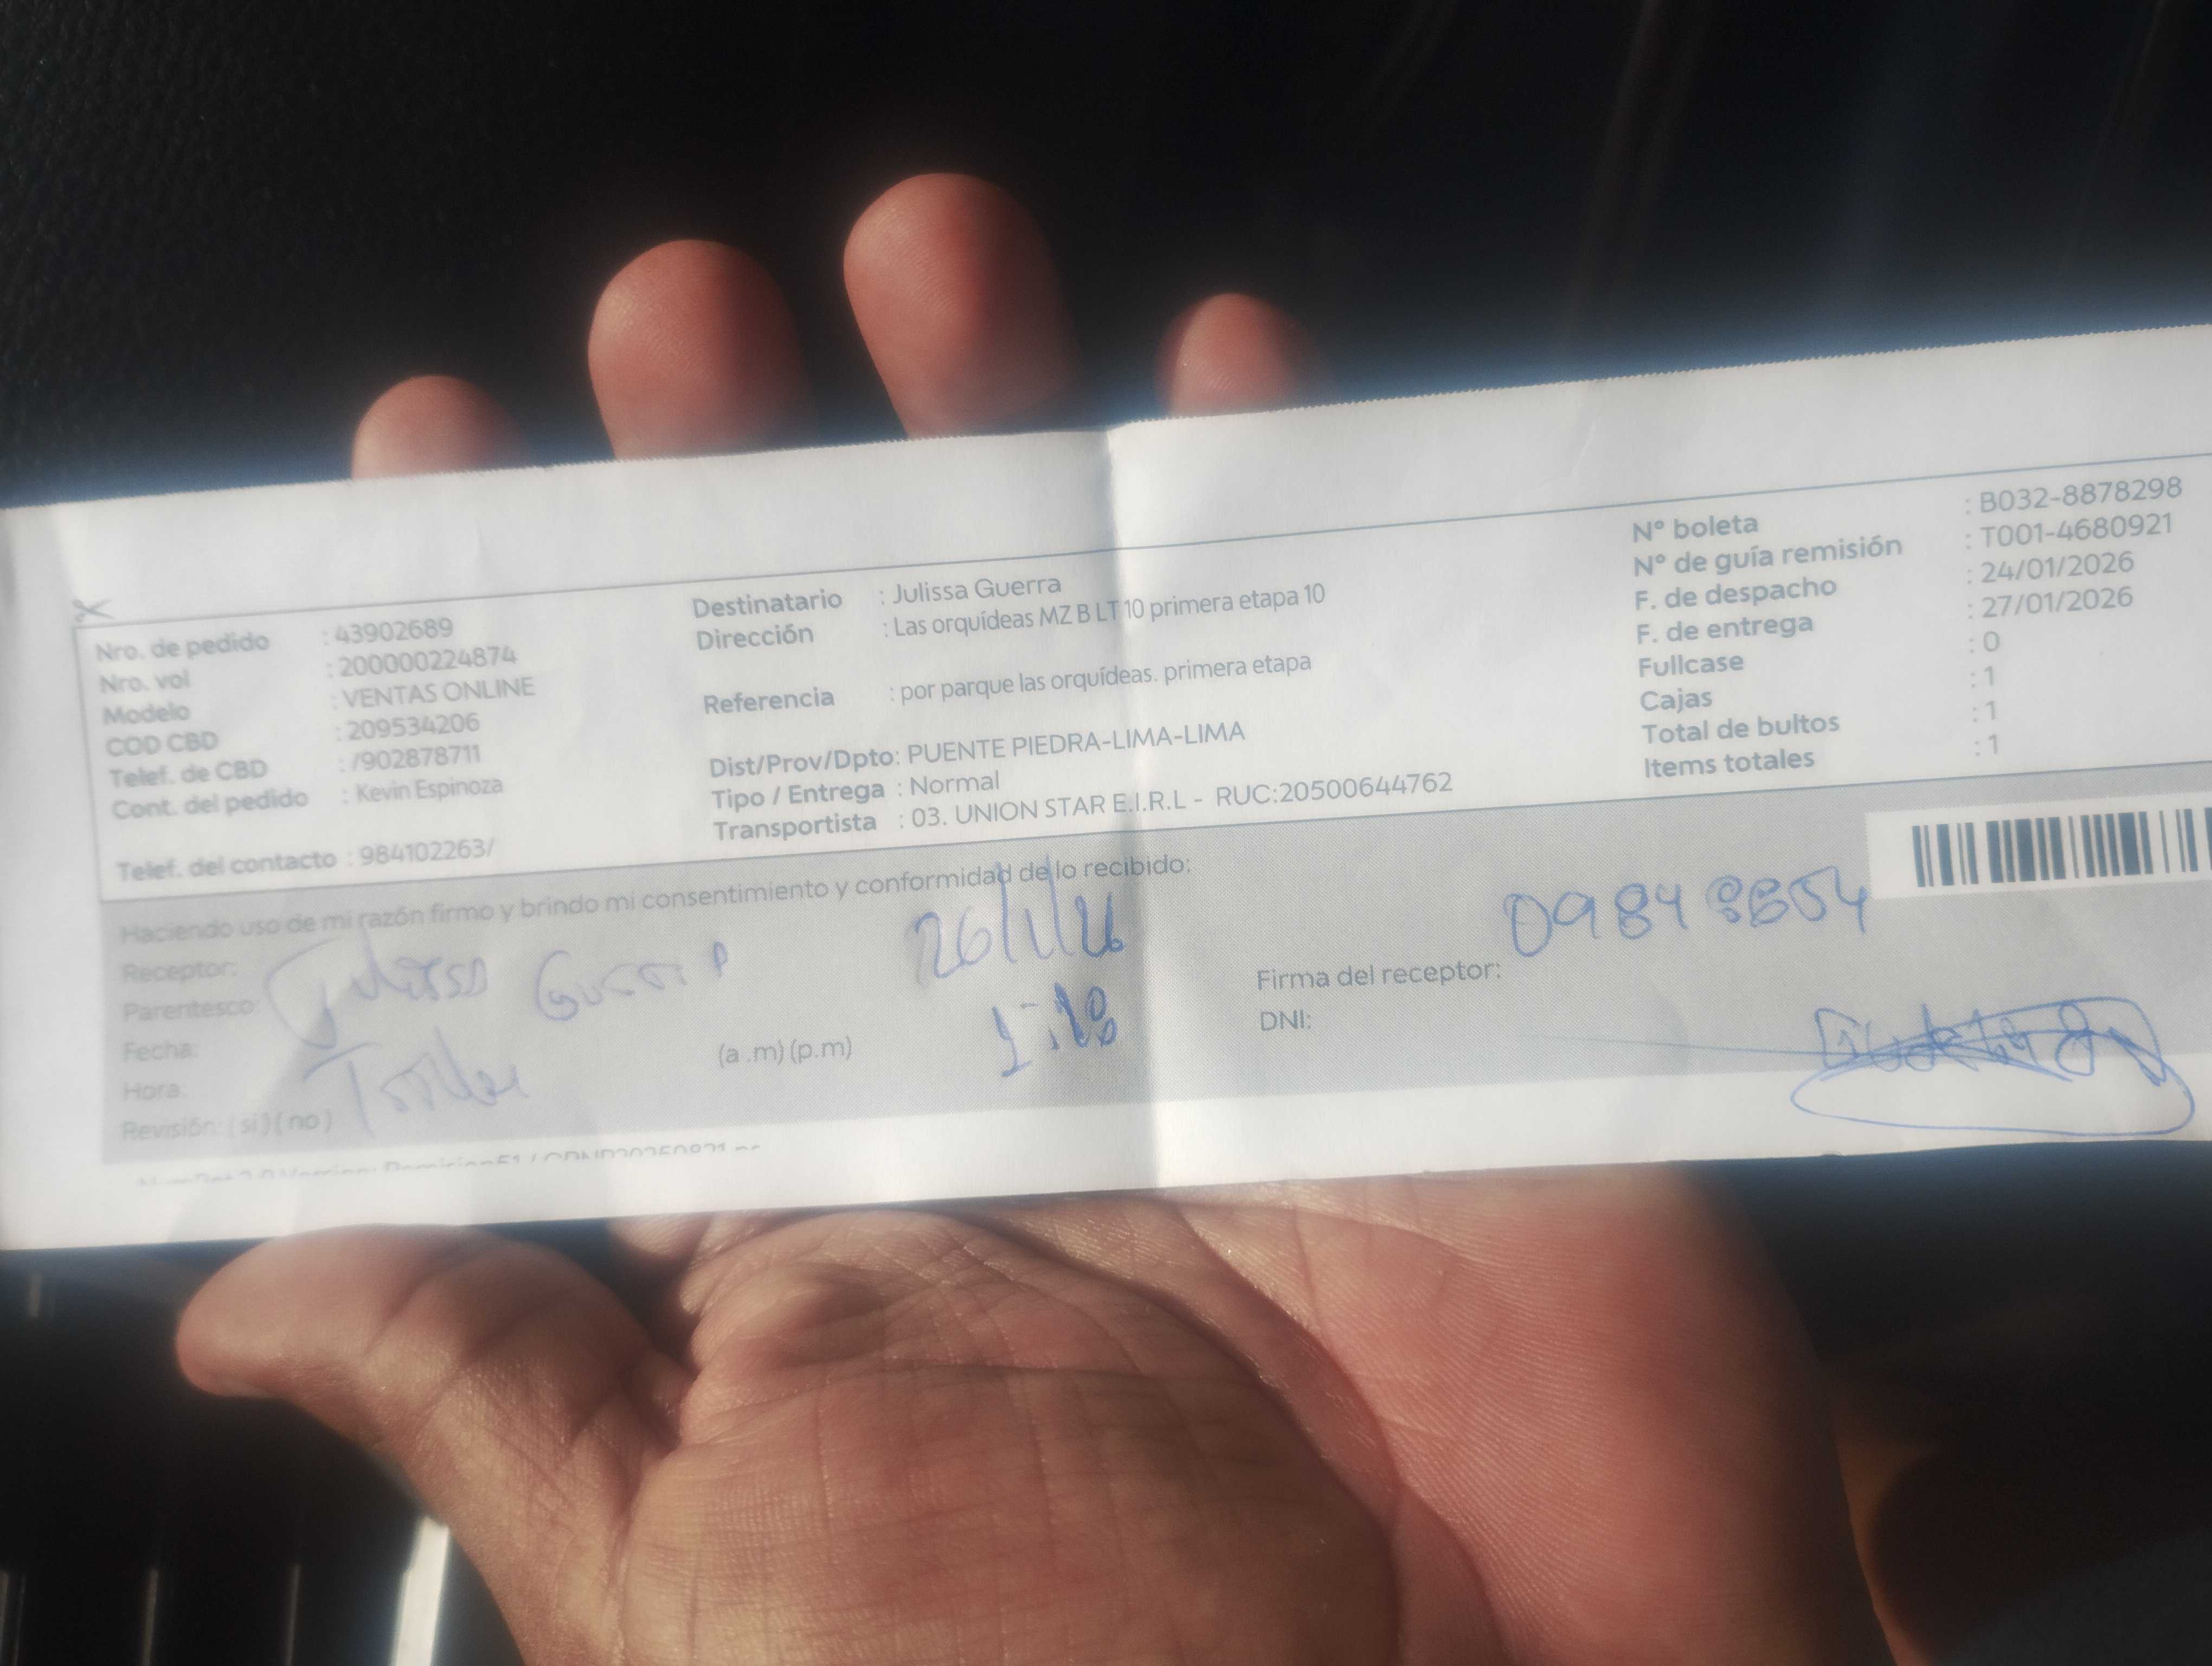 Nro. de pedido : 43902689
Nro. vol : 200000224874
Modelo : VENTAS ONLINE
COD CBD : 209534206
Telef. de CBD : /902878711
Cont. del pedido : Kevin Espinoza
Telef. del contacto : 984102263/
Destinatario : Julissa Guerra
Dirección : Las orquídeas MZ B LT 10 primera etapa 10
Referencia : por parque las orquídeas. primera etapa
Dist/Prov/Dpto: PUENTE PIEDRA-LIMA-LIMA
Tipo / Entrega : Normal
Transportista : 03. UNION STAR E.I.R.L - RUC:20500644762
N° boleta : B032-8878298
N° de guía remisión : T001-4680921
F. de despacho : 24/01/2026
F. de entrega : 27/01/2026
Fullcase : 0
Cajas : 1
Total de bultos : 1
Items totales : 1
Haciendo uso de mi razón firmo y brindo mi consentimiento y conformidad de lo recibido:
Receptor: Julissa Guerra
Parentesco:
Fecha: 26/1/26
Hora: (a .m) (p.m)
Revisión: ( si ) ( no )
Firma del receptor:
DNI: